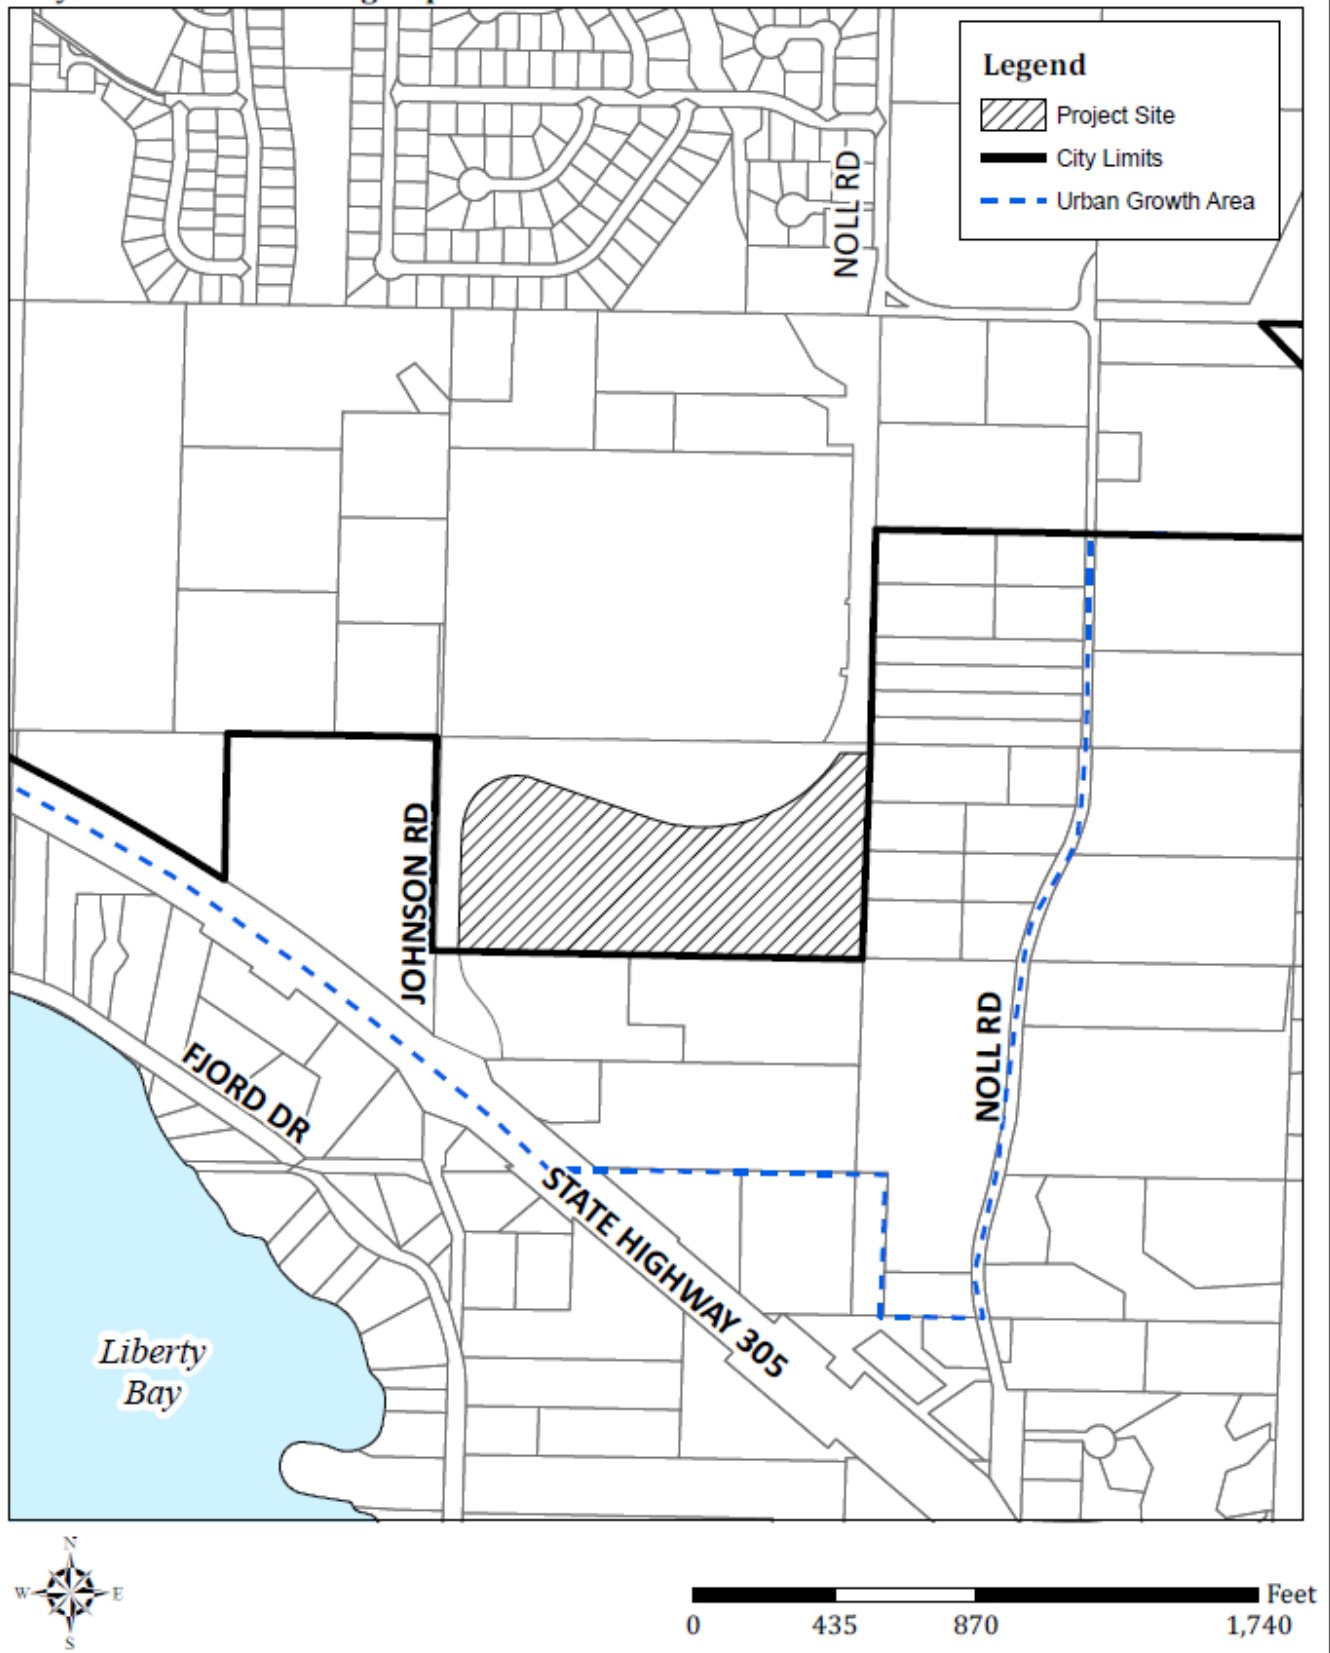 Legend
Project Site
City Limits
Urban Growth Area
NOLL RD
JOHNSON RD
NOLL RD
FJORD DR
STATE HIGHWAY 305
Liberty
Bay
N
W E
S
Feet
0 435 870 1,740